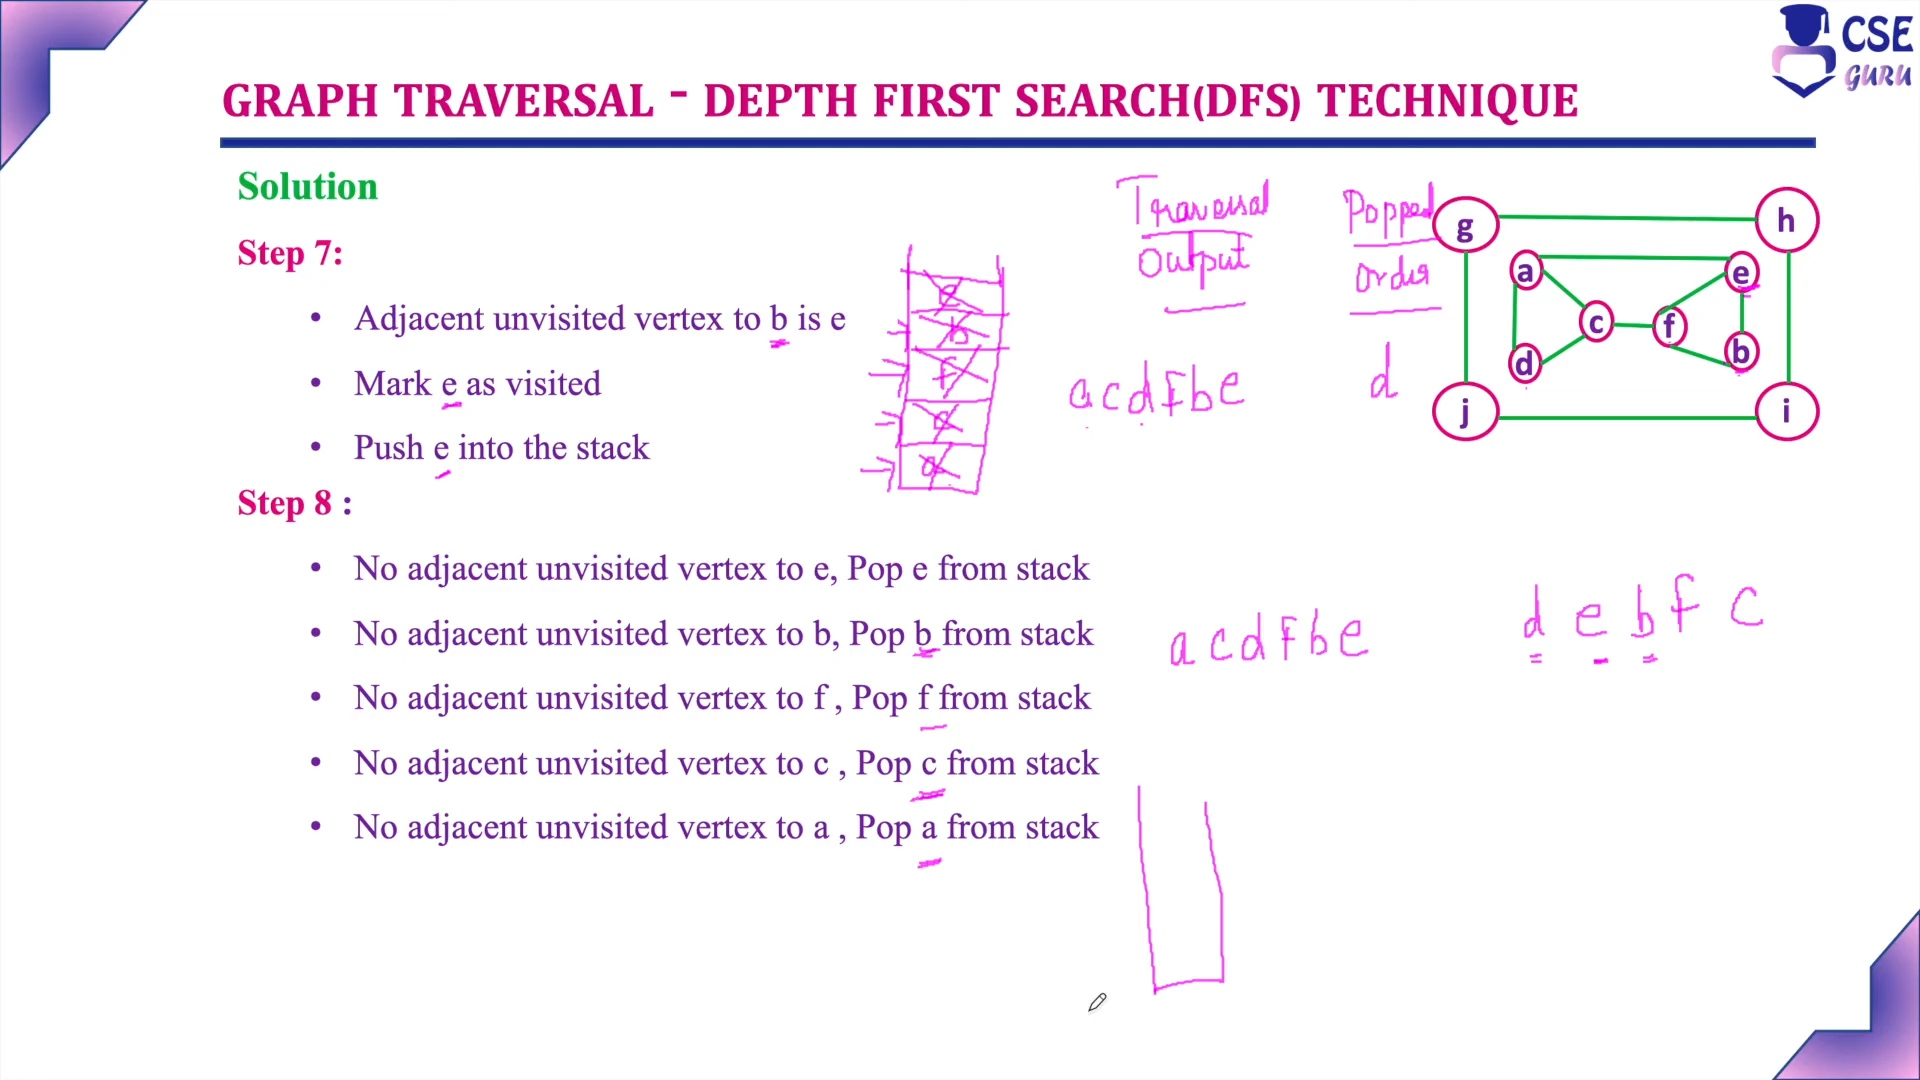 CSE
GURU
GRAPH TRAVERSAL - DEPTH FIRST SEARCH(DFS) TECHNIQUE
Solution
Step 7:
• Adjacent unvisited vertex to b is e
• Mark e as visited
• Push e into the stack
Step 8 :
• No adjacent unvisited vertex to e, Pop e from stack
• No adjacent unvisited vertex to b, Pop b from stack
• No adjacent unvisited vertex to f , Pop f from stack
• No adjacent unvisited vertex to c , Pop c from stack
• No adjacent unvisited vertex to a , Pop a from stack
e
b
f
c
a
Traversal
Output
a c d f b e
Popped
order
d
g h
a e
c f
d b
j i
a c d f b e
d e b f c